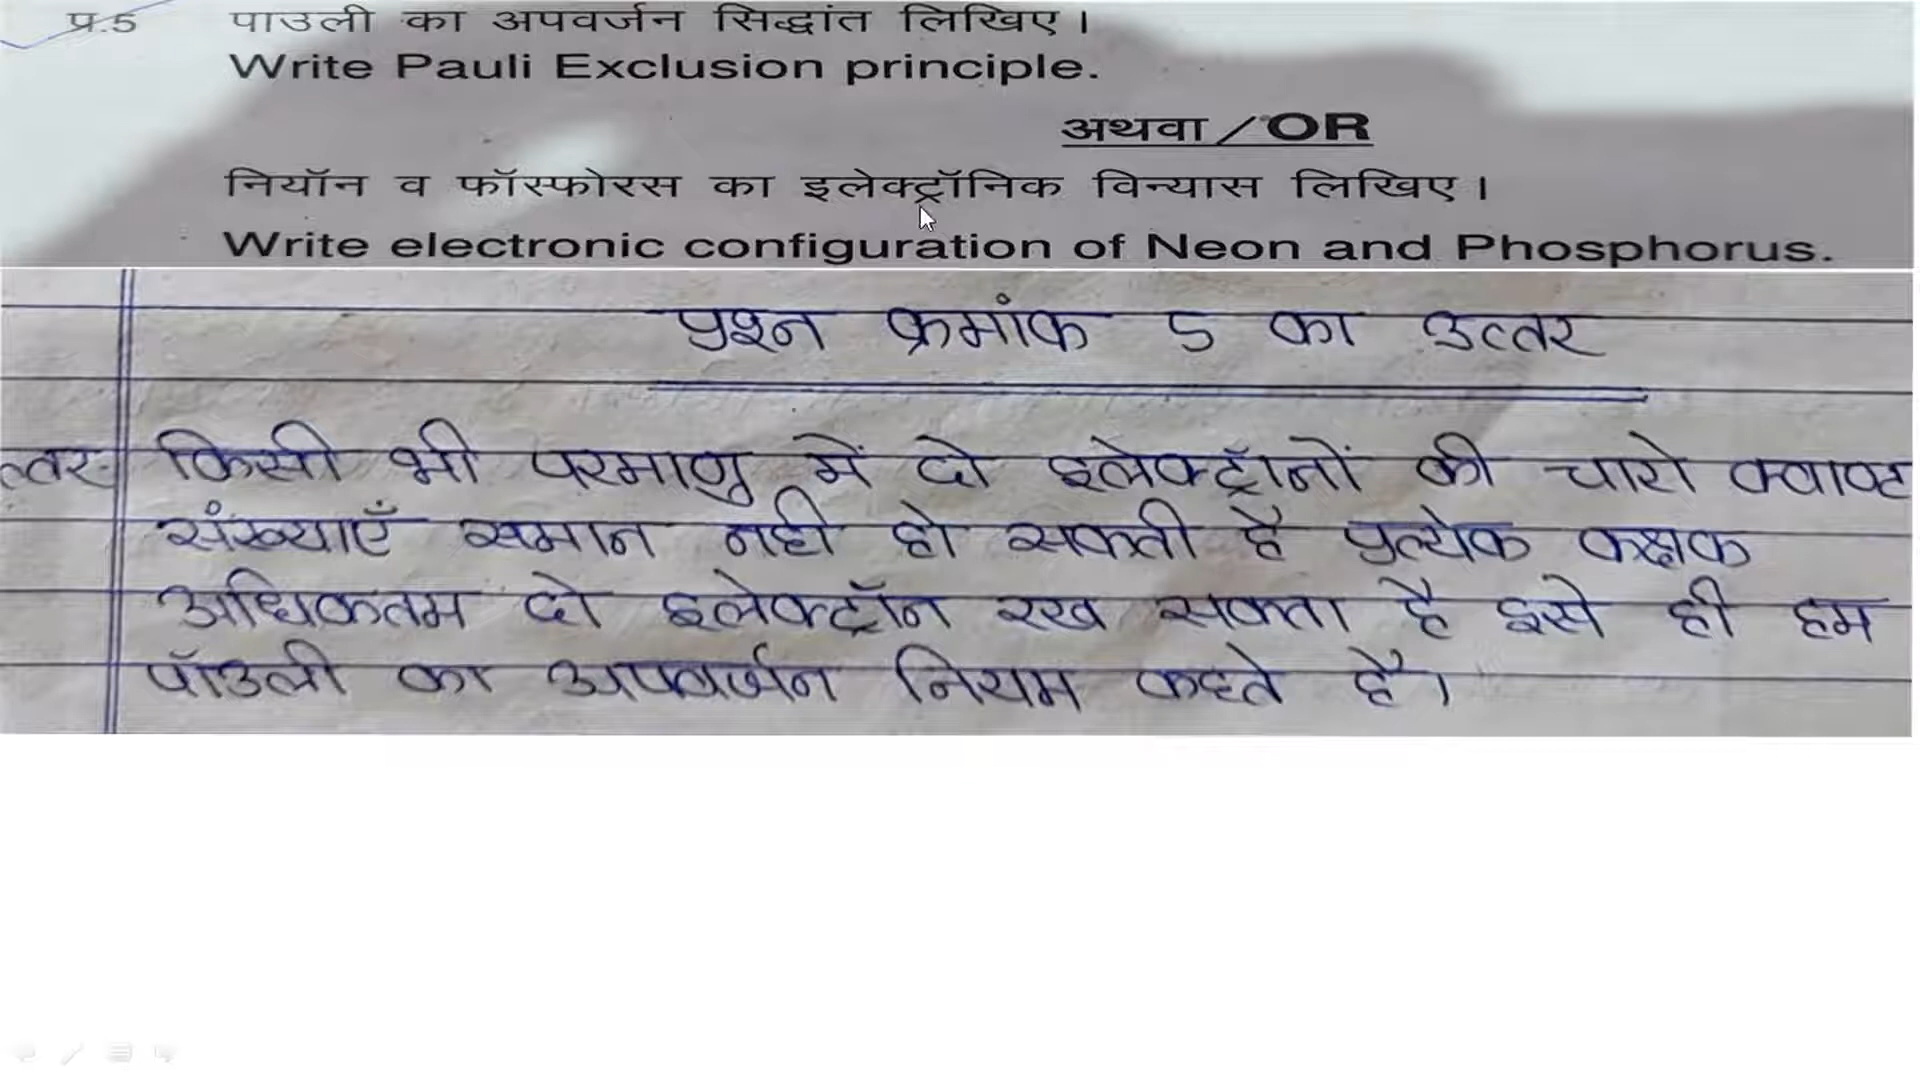 प्र.5 पाउली का अपवर्जन सिद्धांत लिखिए।
Write Pauli Exclusion principle.
अथवा / OR
नियॉन व फॉस्फोरस का इलेक्ट्रॉनिक विन्यास लिखिए।
Write electronic configuration of Neon and Phosphorus.
प्रश्न क्रमांक 5 का उत्तर
त्तर. किसी भी परमाणु में दो इलेक्ट्रॉनों की चारो क्वाण्ट
संख्याएँ समान नही हो सकती है प्रत्येक कक्षक
अधिकतम दो इलेक्ट्रॉन रख सकता है इसे ही हम
पॉउली का अपवर्जन नियम कहते है।